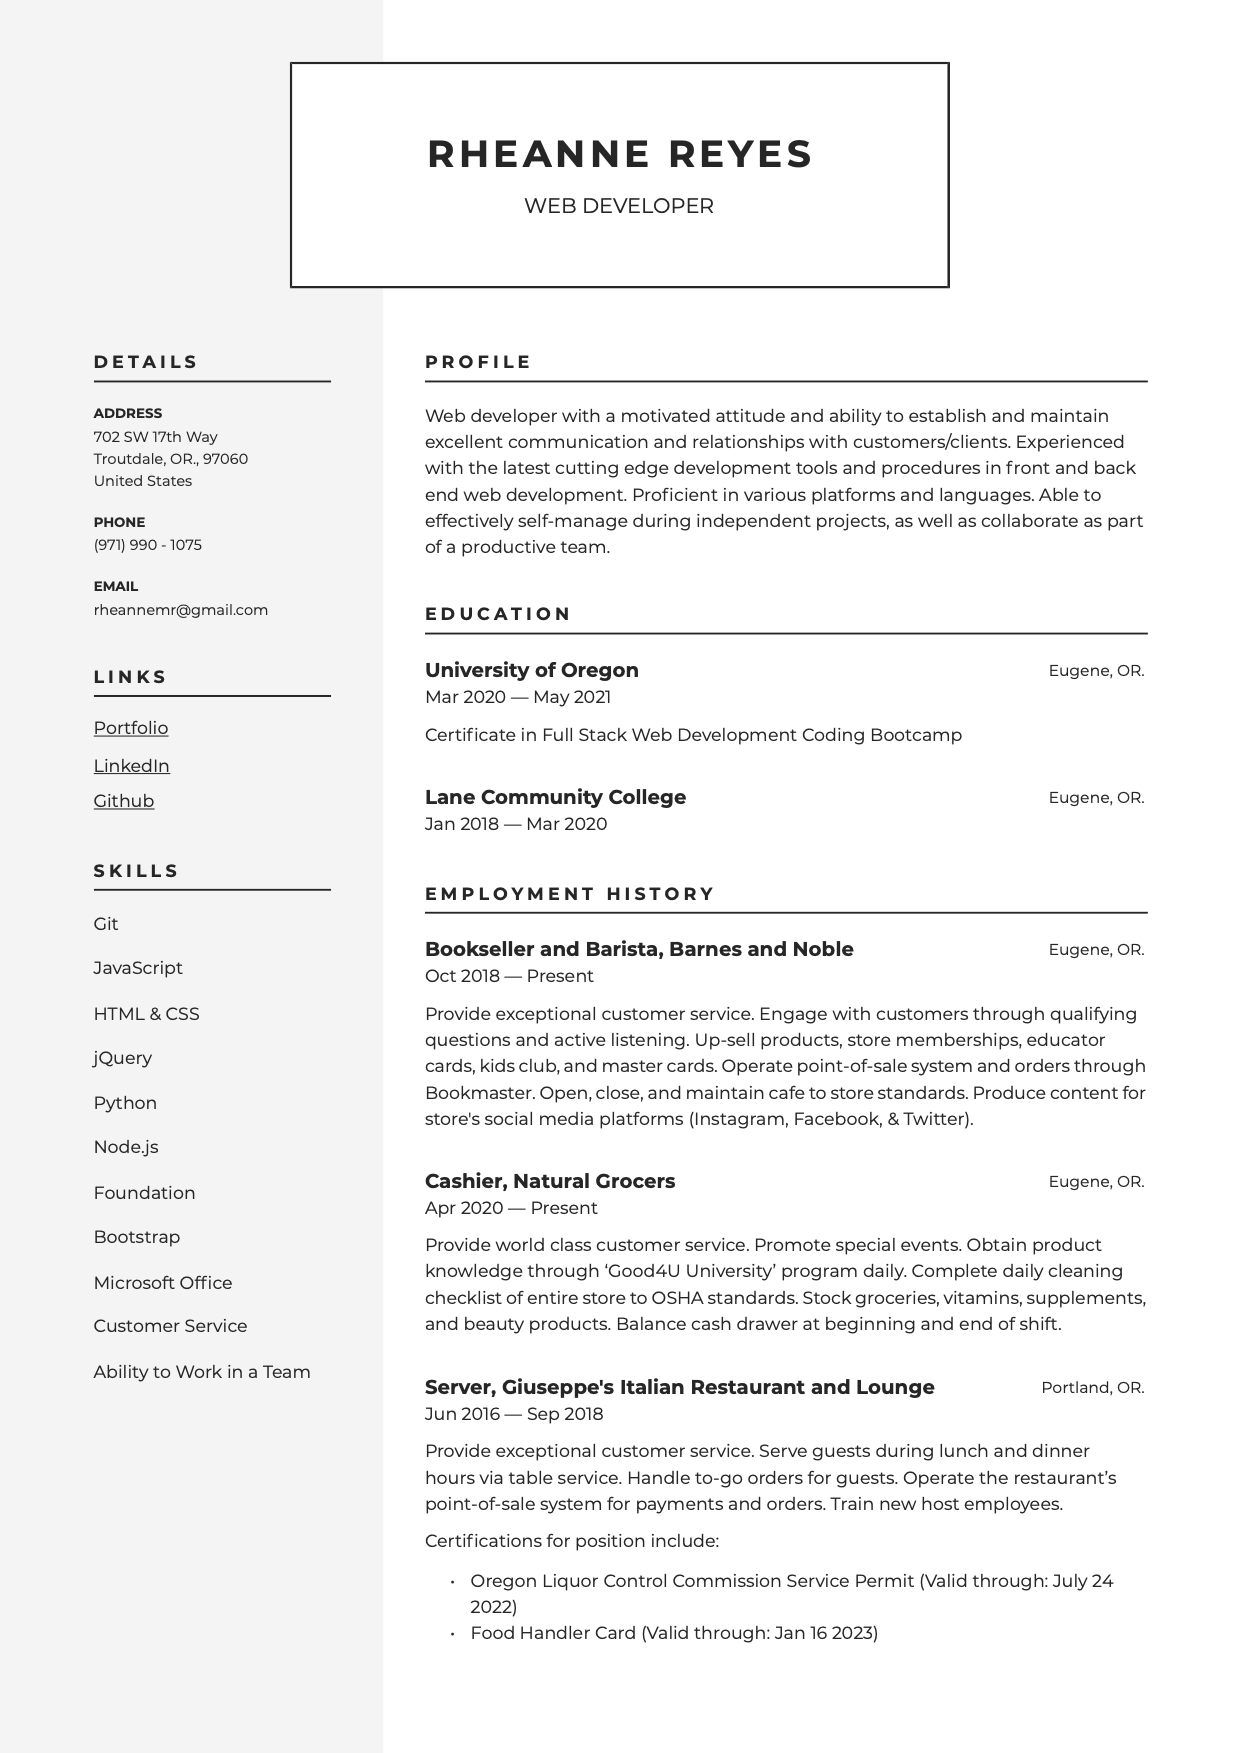 RHEANNE REYES
WEB DEVELOPER
DETAILS
ADDRESS
702 SW 17th Way
Troutdale, OR., 97060
United States
PHONE
(971) 990 - 1075
EMAIL
rheannemr@gmail.com
LINKS
Portfolio
LinkedIn
Github
SKILLS
Git
JavaScript
HTML & CSS
jQuery
Python
Node.js
Foundation
Bootstrap
Microsoft Office
Customer Service
Ability to Work in a Team
PROFILE
Web developer with a motivated attitude and ability to establish and maintain
excellent communication and relationships with customers/clients. Experienced
with the latest cutting edge development tools and procedures in front and back
end web development. Proficient in various platforms and languages. Able to
effectively self-manage during independent projects, as well as collaborate as part
of a productive team.
EDUCATION
University of Oregon Eugene, OR.
Mar 2020 — May 2021
Certificate in Full Stack Web Development Coding Bootcamp
Lane Community College Eugene, OR.
Jan 2018 — Mar 2020
EMPLOYMENT HISTORY
Bookseller and Barista, Barnes and Noble Eugene, OR.
Oct 2018 — Present
Provide exceptional customer service. Engage with customers through qualifying
questions and active listening. Up-sell products, store memberships, educator
cards, kids club, and master cards. Operate point-of-sale system and orders through
Bookmaster. Open, close, and maintain cafe to store standards. Produce content for
store's social media platforms (Instagram, Facebook, & Twitter).
Cashier, Natural Grocers Eugene, OR.
Apr 2020 — Present
Provide world class customer service. Promote special events. Obtain product
knowledge through ‘Good4U University’ program daily. Complete daily cleaning
checklist of entire store to OSHA standards. Stock groceries, vitamins, supplements,
and beauty products. Balance cash drawer at beginning and end of shift.
Server, Giuseppe's Italian Restaurant and Lounge Portland, OR.
Jun 2016 — Sep 2018
Provide exceptional customer service. Serve guests during lunch and dinner
hours via table service. Handle to-go orders for guests. Operate the restaurant’s
point-of-sale system for payments and orders. Train new host employees.
Certifications for position include:
• Oregon Liquor Control Commission Service Permit (Valid through: July 24
2022)
• Food Handler Card (Valid through: Jan 16 2023)